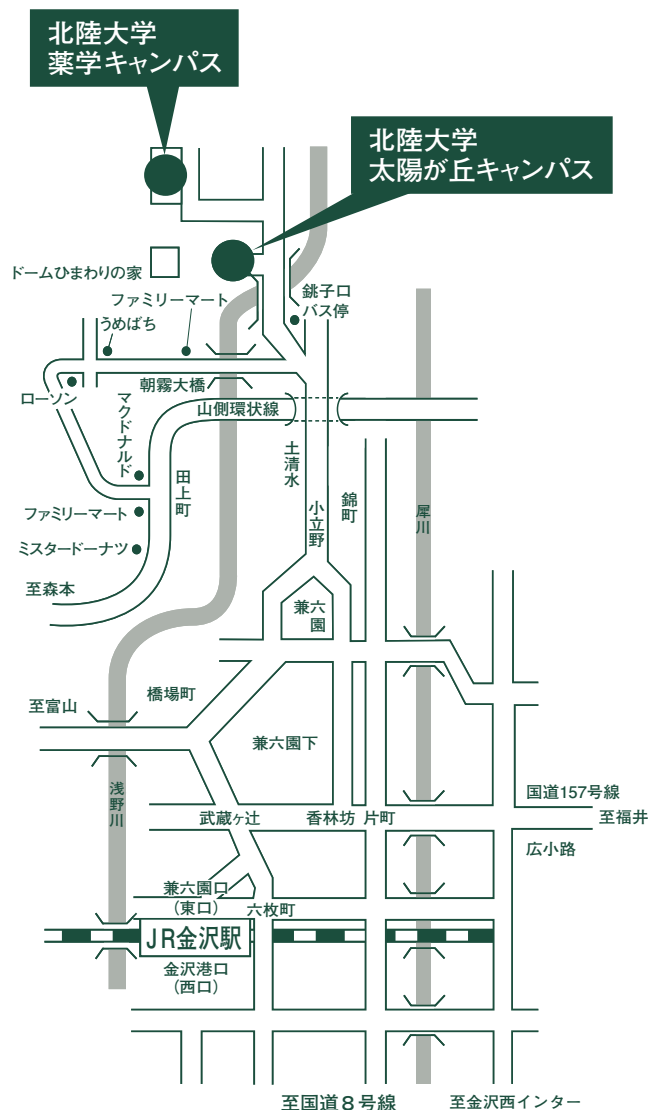 北陸大学
薬学キャンパス
北陸大学
太陽が丘キャンパス
ドームひまわりの家
ファミリーマート
うめばち
銚子口
バス停
ローソン
朝霧大橋
マクドナルド
山側環状線
土清水
田上町
小立野
錦町
犀川
ファミリーマート
ミスタードーナツ
至森本
兼六
園
橋場町
至富山
兼六園下
浅野川
国道157号線
武蔵ヶ辻
香林坊
片町
至福井
広小路
兼六園口
(東口)
六枚町
JR金沢駅
金沢港口
(西口)
至国道8号線
至金沢西インター